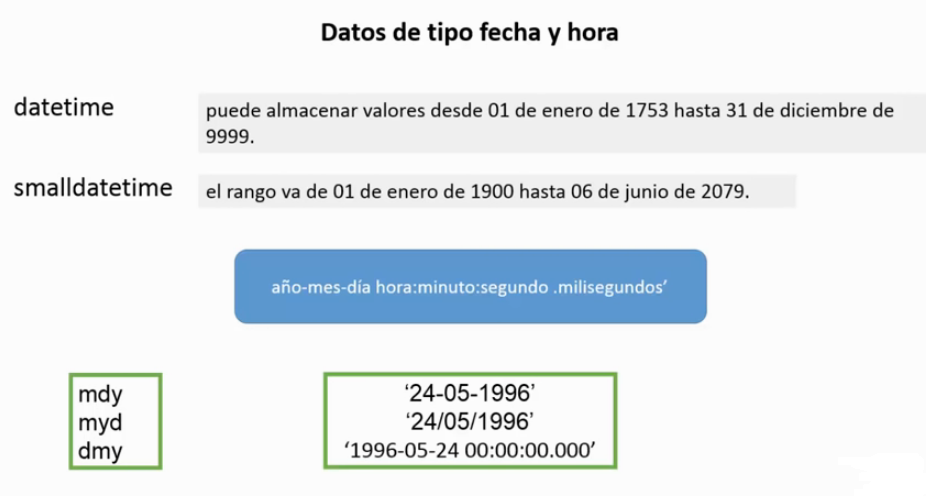 Datos de tipo fecha y hora
datetime
puede almacenar valores desde 01 de enero de 1753 hasta 31 de diciembre de
9999.
smalldatetime
el rango va de 01 de enero de 1900 hasta 06 de junio de 2079.
año-mes-día hora:minuto:segundo .milisegundos’
mdy
myd
dmy
‘24-05-1996’
‘24/05/1996’
‘1996-05-24 00:00:00.000’